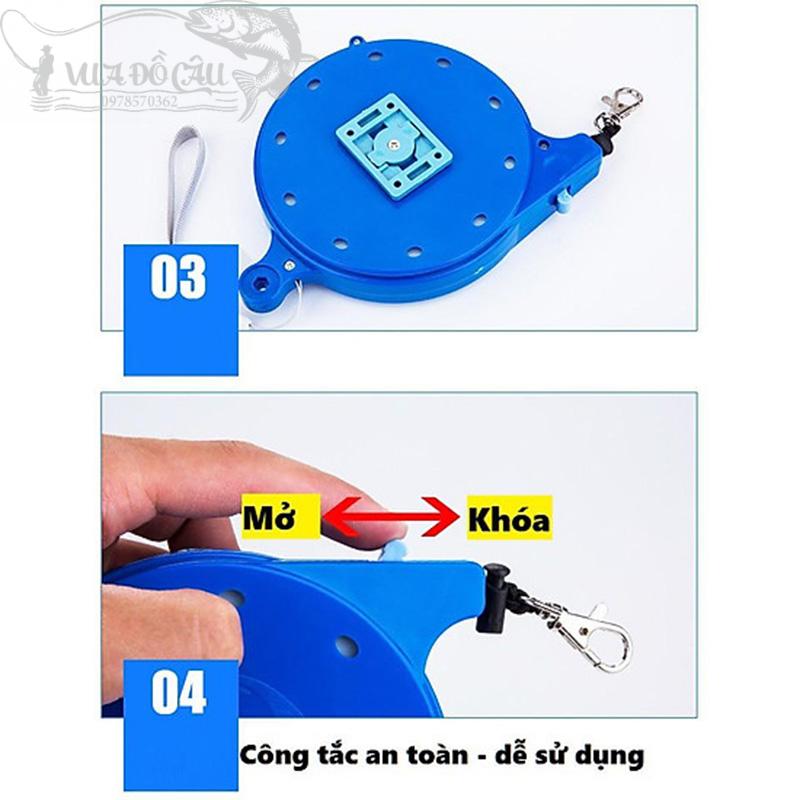 VUA ĐỒ CÂU
0978570362
03
Mở Khóa
04
Công tắc an toàn - dễ sử dụng